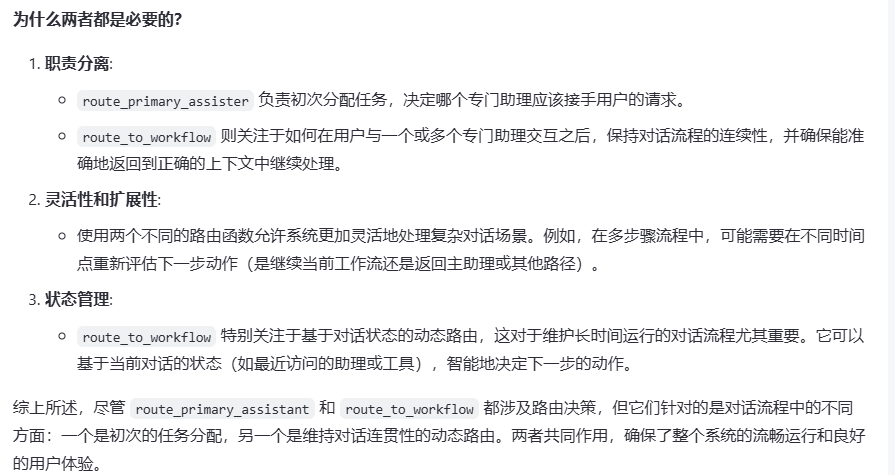 为什么两者都是必要的？
1. 职责分离:
route_primary_assister 负责初次分配任务，决定哪个专门助理应该接手用户的请求。
route_to_workflow 则关注于如何在用户与一个或多个专门助理交互之后，保持对话流程的连续性，并确保能准
确地返回到正确的上下文中继续处理。
2. 灵活性和扩展性:
使用两个不同的路由函数允许系统更加灵活地处理复杂对话场景。例如，在多步骤流程中，可能需要在不同时间
点重新评估下一步动作（是继续当前工作流还是返回主助理或其他路径）。
3. 状态管理:
route_to_workflow 特别关注于基于对话状态的动态路由，这对于维护长时间运行的对话流程尤其重要。它可以
基于当前对话的状态（如最近访问的助理或工具），智能地决定下一步的动作。
综上所述，尽管 route_primary_assistant 和 route_to_workflow 都涉及路由决策，但它们针对的是对话流程中的不同
方面：一个是初次的任务分配，另一个是维持对话连贯性的动态路由。两者共同作用，确保了整个系统的流畅运行和良好
的用户体验。